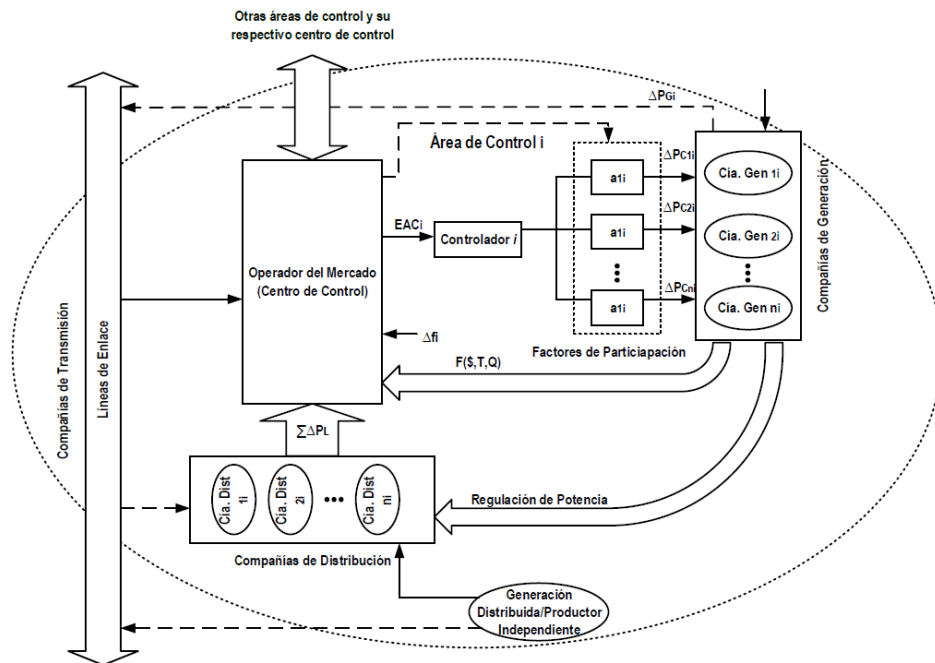 Otras áreas de control y su
respectivo centro de control
ΔPGi
Área de Control i
a1i
ΔPC1i
Cia. Gen 1i
EACi
Controlador i
a1i
ΔPC2i
Cia. Gen 2i
Operador del Mercado
(Centro de Control)
a1i
ΔPCni
Cia. Gen ni
Compañías de Generación
Δfi
Factores de Particiapación
F($,T,Q)
Compañías de Transmisión
Líneas de Enlace
∑ΔPL
Cia. Dist
1i
Cia. Dist
2i
Cia. Dist
ni
Regulación de Potencia
Compañías de Distribución
Generación
Distribuida/Productor
Independiente